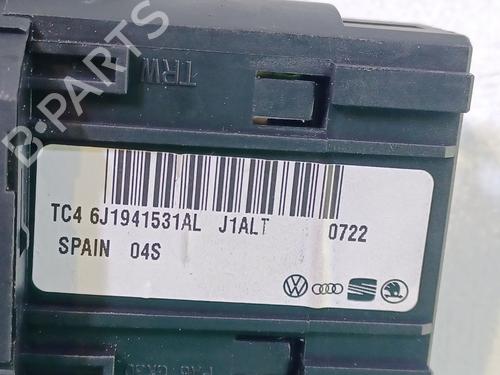 B-PARTS
TRW
TC4 6J1941531AL J1ALT 0722
SPAIN 04S